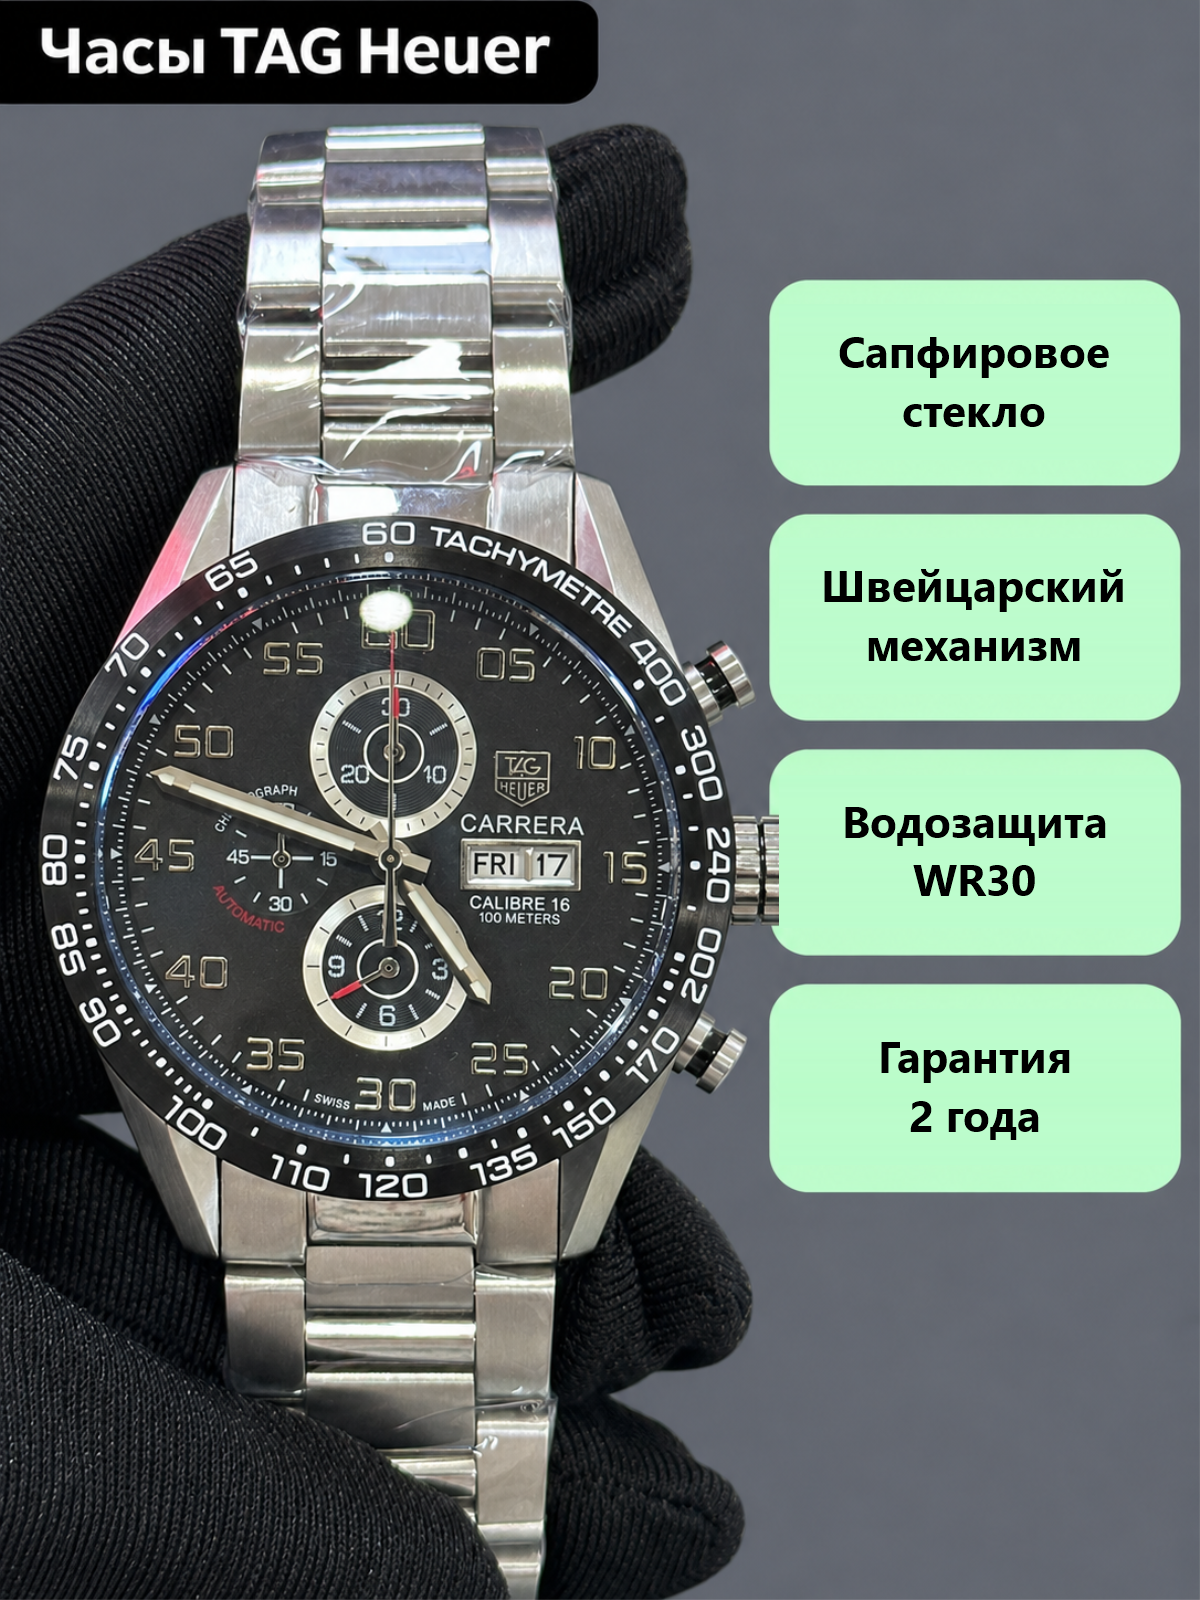 Часы TAG Heuer
Сапфировое
стекло
Швейцарский
механизм
Водозащита
WR30
Гарантия
2 года
60 TACHYMETRE 400 300 240 200 170 150 135 120 110 100 90 85 80 75 70 65
60 05 10 15 20 25 30 35 40 45 50 55
30
20 10
TAG
HEUER
CARRERA
FRI 17
CALIBRE 16
100 METERS
45 15
30
AUTOMATIC
9 3
6
SWISS MADE